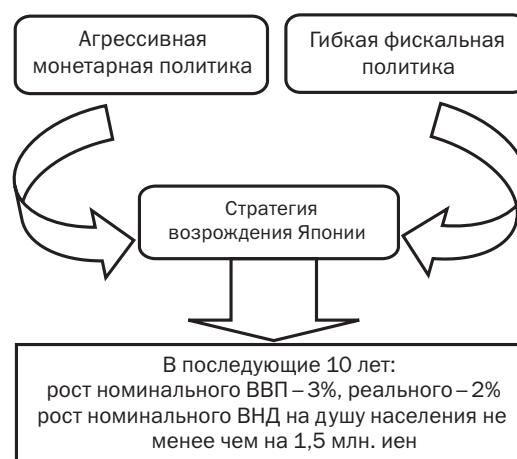 Агрессивная
монетарная политика
Гибкая фискальная
политика
Стратегия
возрождения Японии
В последующие 10 лет:
рост номинального ВВП – 3%, реального – 2%
рост номинального ВНД на душу населения не
менее чем на 1,5 млн. иен